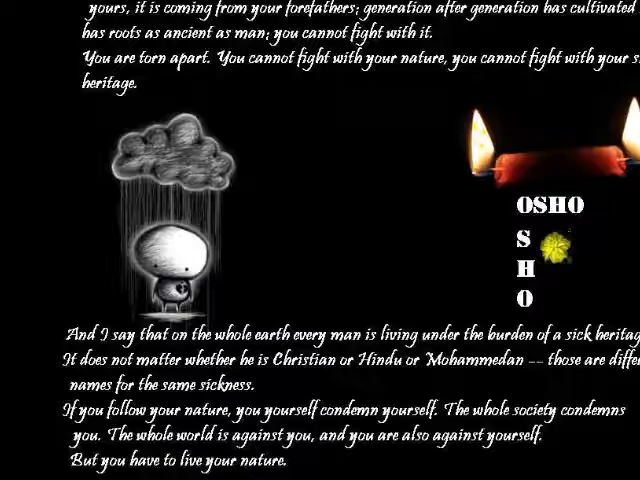 yours, it is coming from your forefathers; generation after generation has cultivated
has roots as ancient as man; you cannot fight with it.
You are torn apart. You cannot fight with your nature, you cannot fight with your
heritage.
OSHO
S
H
O
And I say that on the whole earth every man is living under the burden of a sick
It does not matter whether he is Christian or Hindu or Mohammedan -- those are
names for the same sickness.
If you follow your nature, you yourself condemn yourself. The whole society condemns
you. The whole world is against you, and you are also against yourself.
But you have to live your nature.